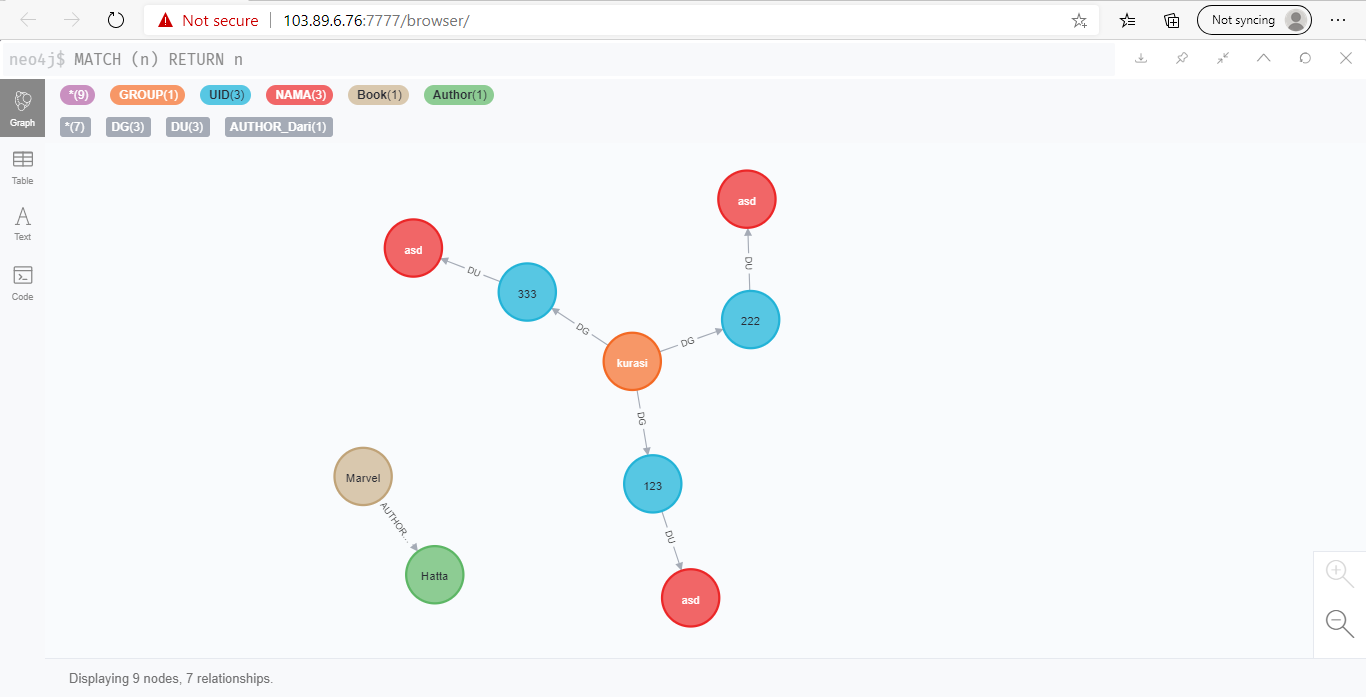 Not secure 103.89.6.76:7777/browser/ Not syncing
neo4j$ MATCH (n) RETURN n
*(9) GROUP(1) UID(3) NAMA(3) Book(1) Author(1)
*(7) DG(3) DU(3) AUTHOR_Dari(1)
Graph
Table
Text
Code
asd
asd
DU
DU
333
222
DG
DG
kurasi
DG
Marvel
123
AUTHOR...
DU
Hatta
asd
Displaying 9 nodes, 7 relationships.